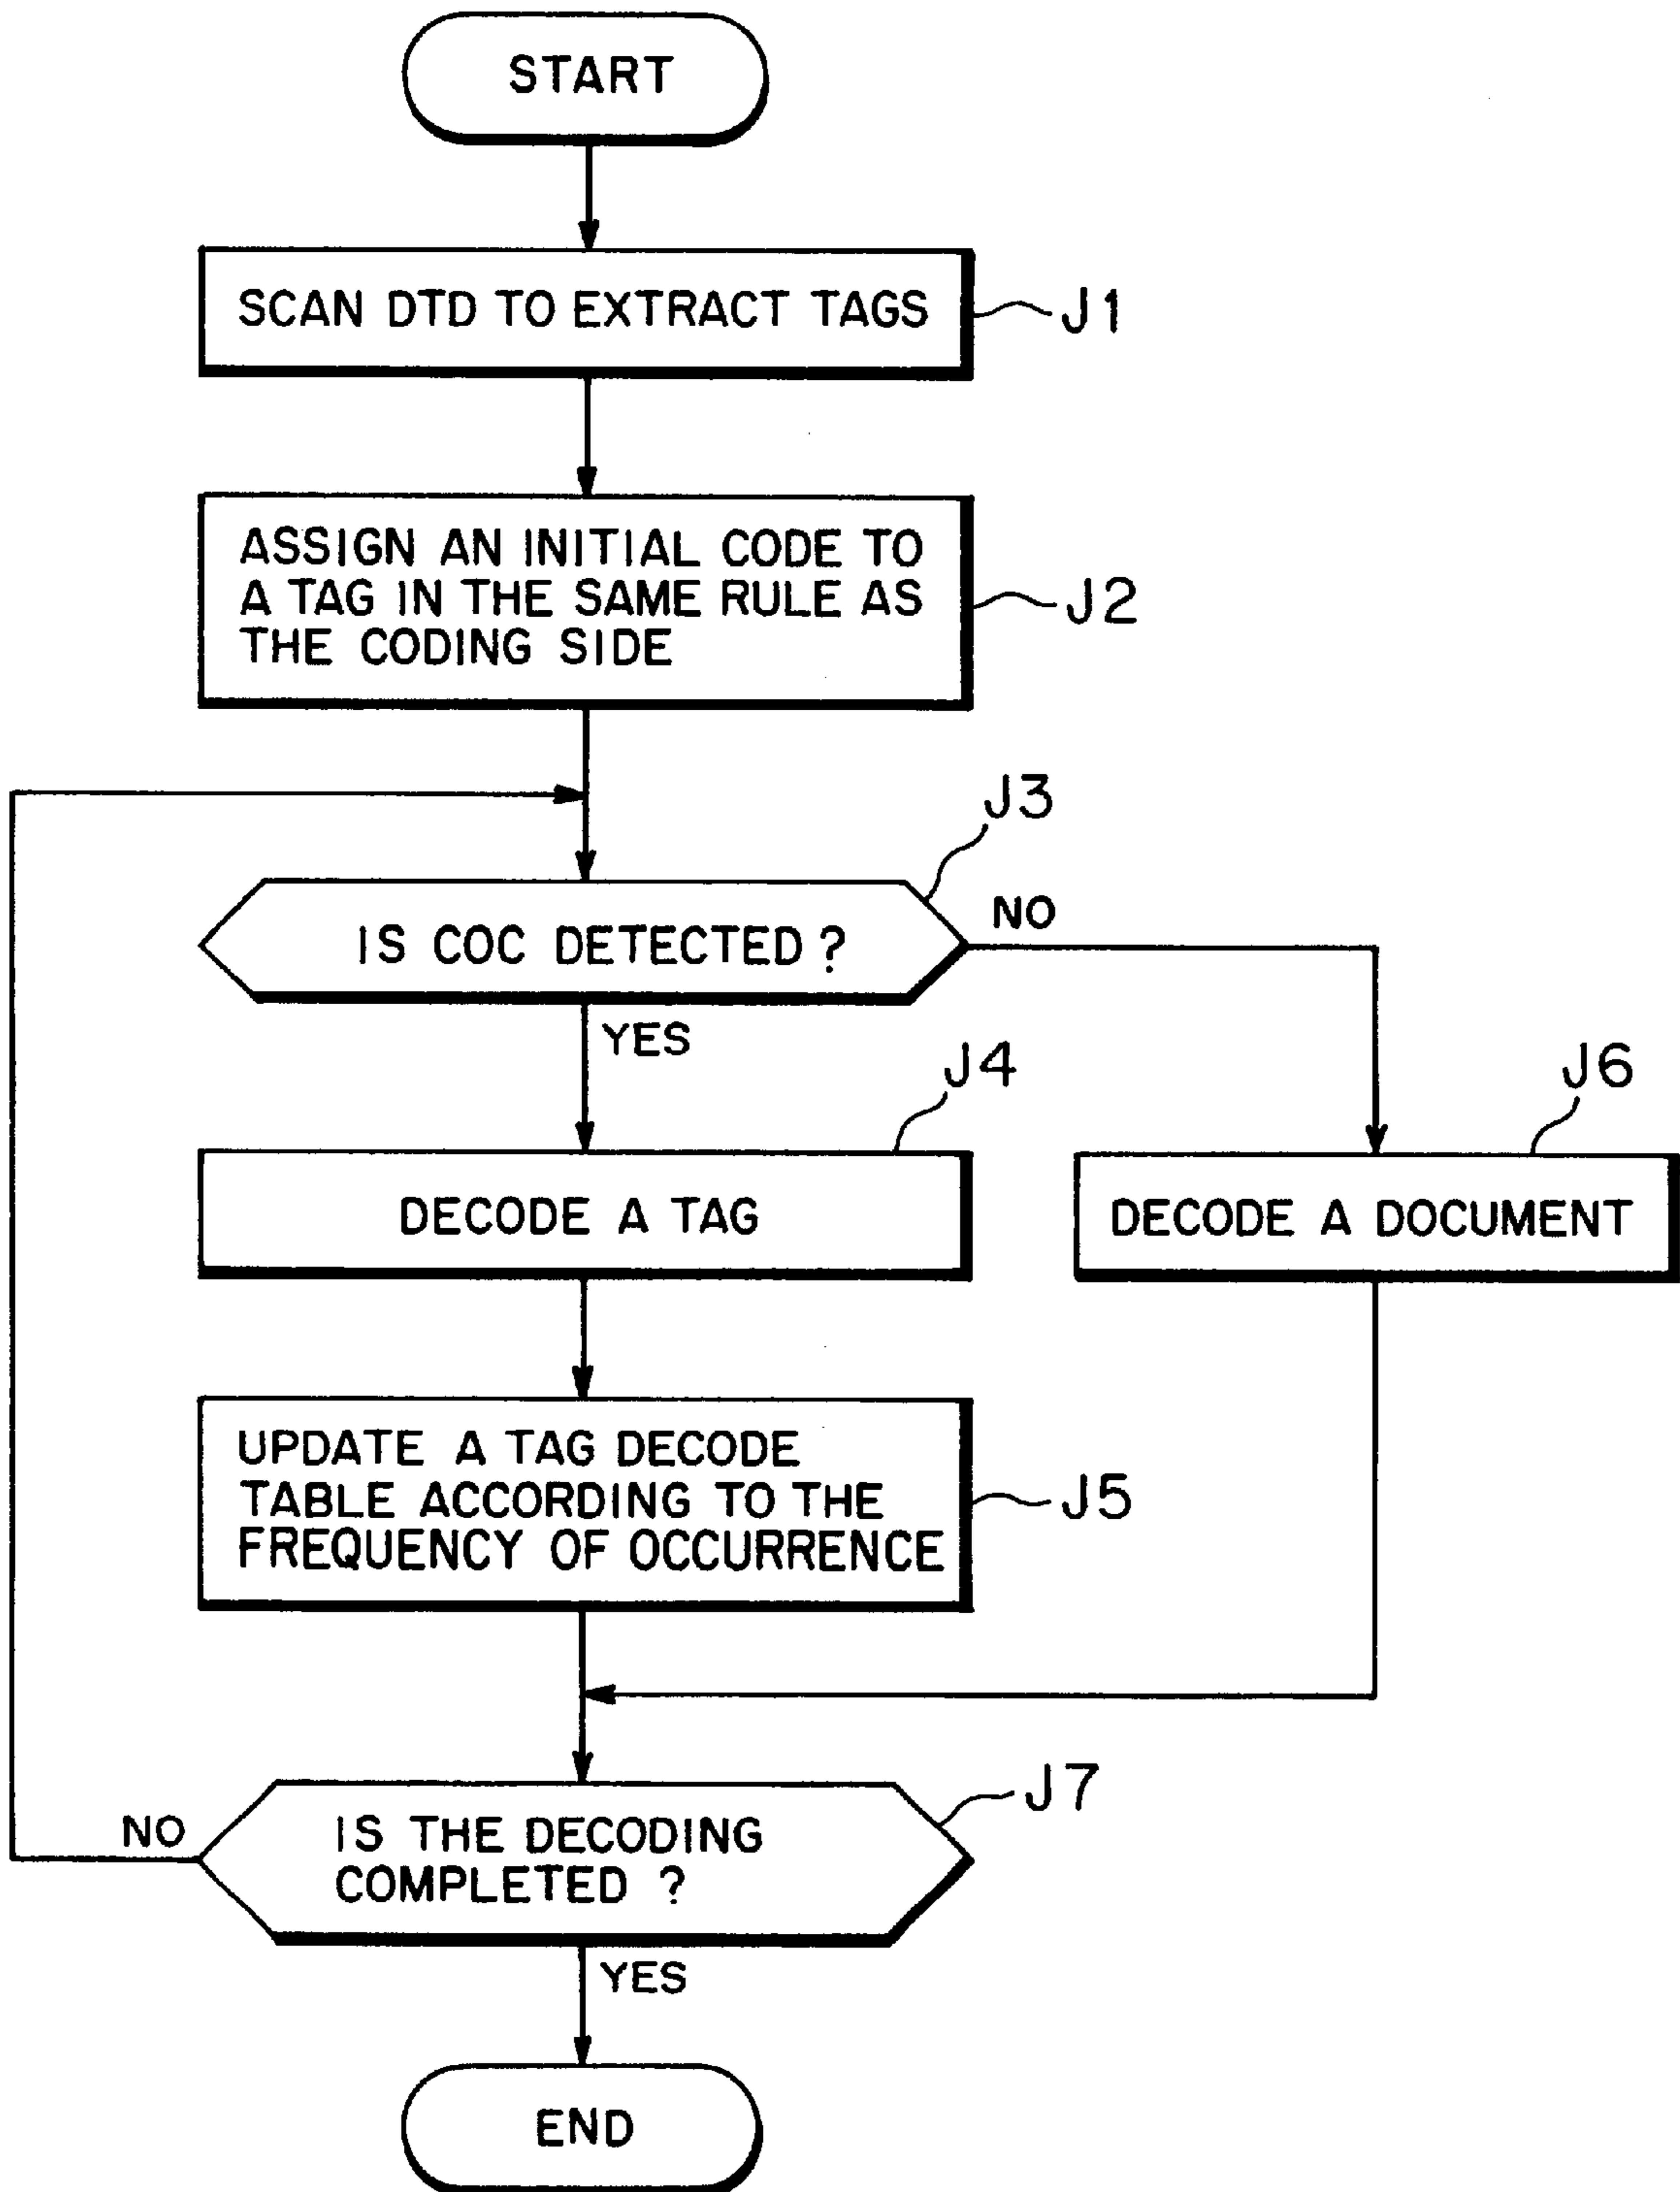 START
SCAN DTD TO EXTRACT TAGS
J1
ASSIGN AN INITIAL CODE TO
A TAG IN THE SAME RULE AS
THE CODING SIDE
J2
J3
IS COC DETECTED ?
NO
YES
J4
J6
DECODE A TAG
DECODE A DOCUMENT
UPDATE A TAG DECODE
TABLE ACCORDING TO THE
FREQUENCY OF OCCURRENCE
J5
J7
NO
IS THE DECODING
COMPLETED ?
YES
END